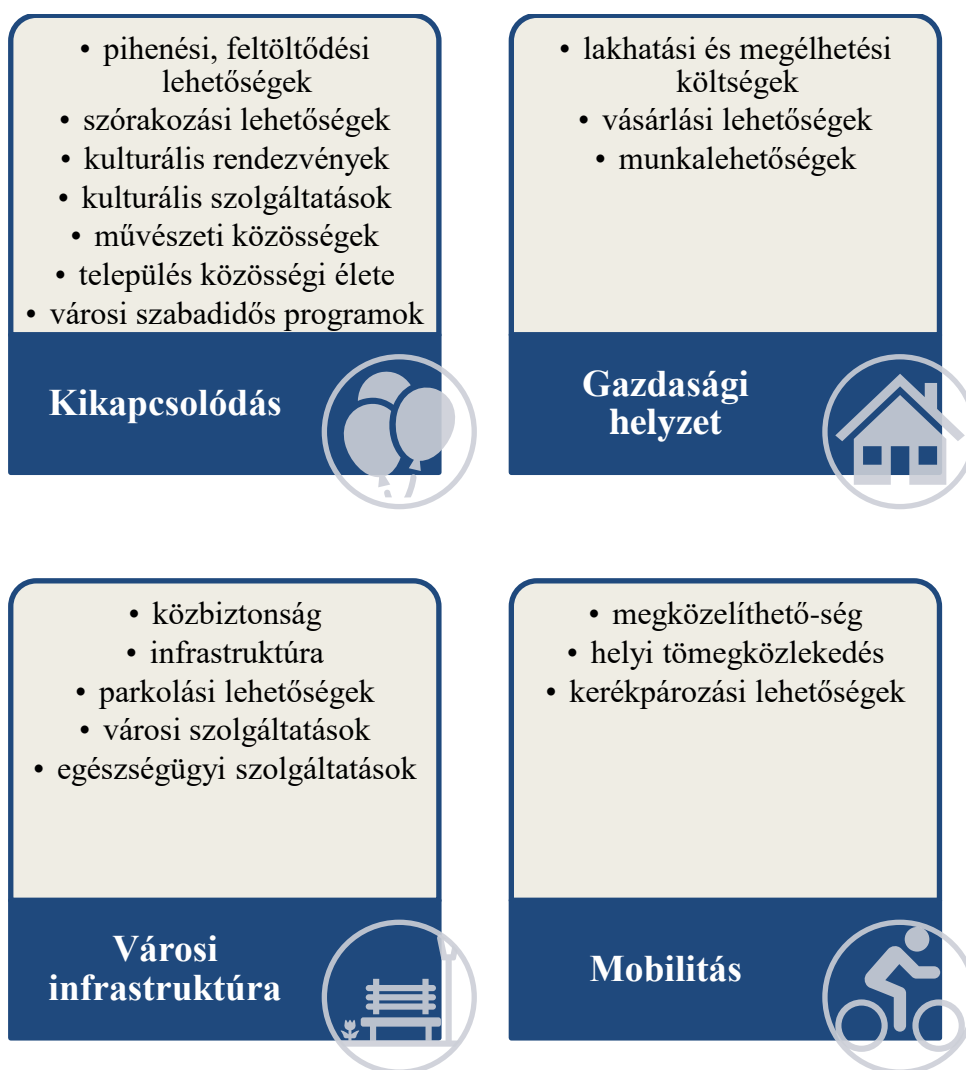 • pihenési, feltöltődési
lehetőségek
• szórakozási lehetőségek
• kulturális rendezvények
• kulturális szolgáltatások
• művészeti közösségek
• település közösségi élete
• városi szabadidős programok
Kikapcsolódás
• lakhatási és megélhetési
költségek
• vásárlási lehetőségek
• munkalehetőségek
Gazdasági
helyzet
• közbiztonság
• infrastruktúra
• parkolási lehetőségek
• városi szolgáltatások
• egészségügyi szolgáltatások
Városi
infrastruktúra
• megközelíthető-ség
• helyi tömegközlekedés
• kerékpározási lehetőségek
Mobilitás